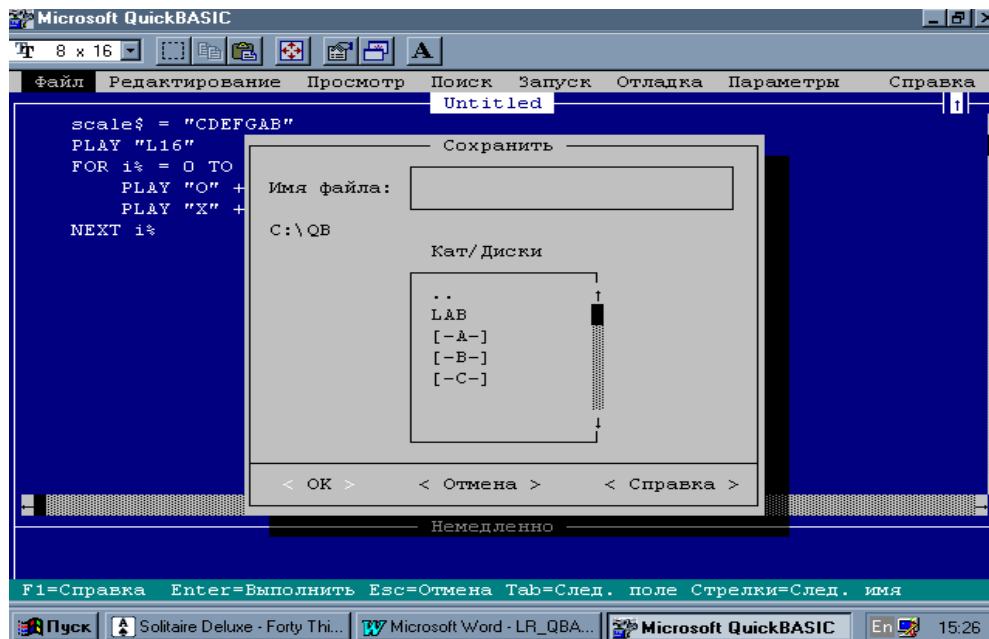 Microsoft QuickBASIC
8 x 16
A
Файл Редактирование Просмотр Поиск Запуск Отладка Параметры Справка
Untitled
scale$ = "CDEFGAB"
PLAY "L16"
FOR i% = 0 TO
PLAY "O" +
PLAY "X" +
NEXT i%
Сохранить
Имя файла:
C:\QB
Кат/Диски
..
LAB
[-A-]
[-B-]
[-C-]
< OK > < Отмена > < Справка >
Немедленно
F1=Справка Enter=Выполнить Esc=Отмена Tab=След. поле Стрелки=След. имя
Пуск Solitaire Deluxe - Forty Thi... Microsoft Word - LR_QBA... Microsoft QuickBASIC En 15:26